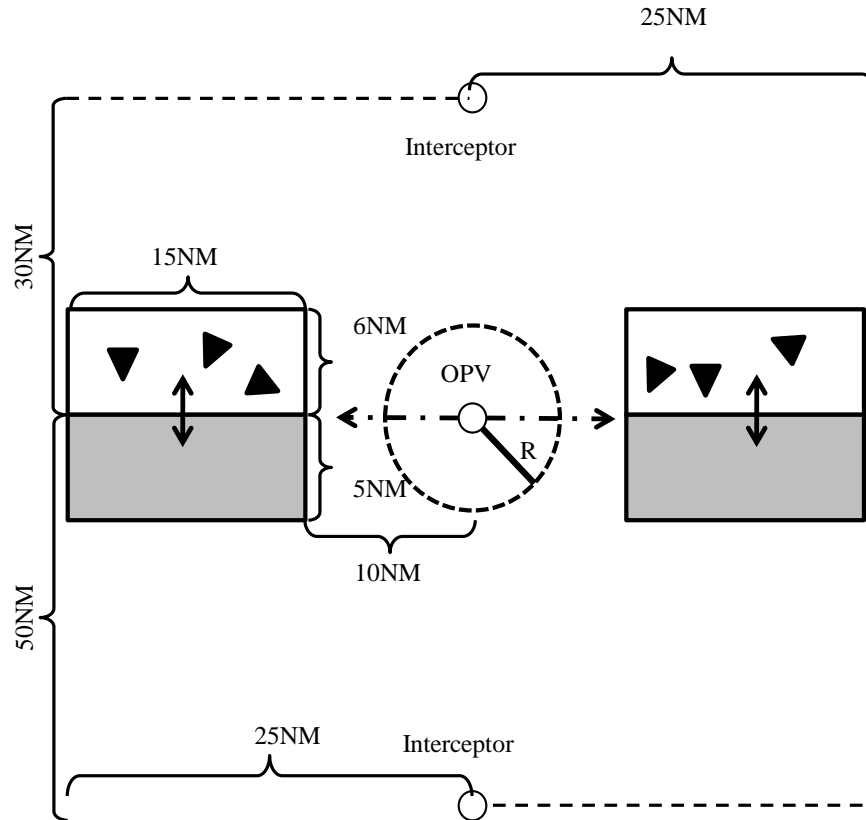 25NM
Interceptor
30NM
15NM
6NM
OPV
R
5NM
10NM
50NM
25NM
Interceptor